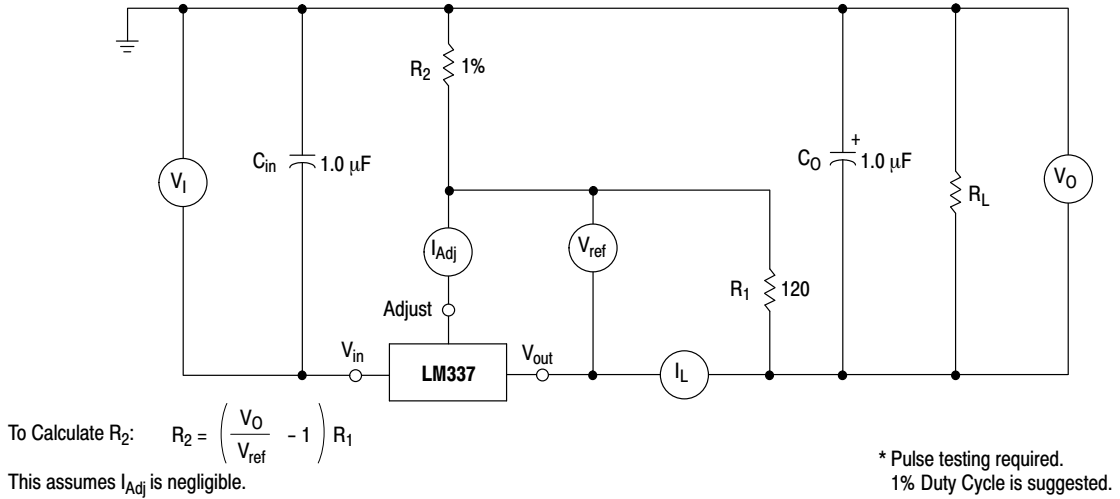 R2 1%
Cin 1.0 μF
CO + 1.0 μF
VI
RL
VO
IAdj
Vref
R1 120
Adjust
Vin
LM337
Vout
IL
To Calculate R2: R2 = ( VO / Vref - 1 ) R1
This assumes IAdj is negligible.
* Pulse testing required.
1% Duty Cycle is suggested.